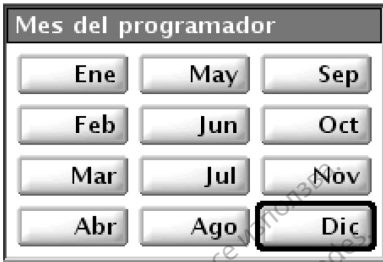 Mes del programador
Ene May Sep
Feb Jun Oct
Mar Jul Nov
Abr Ago Dic